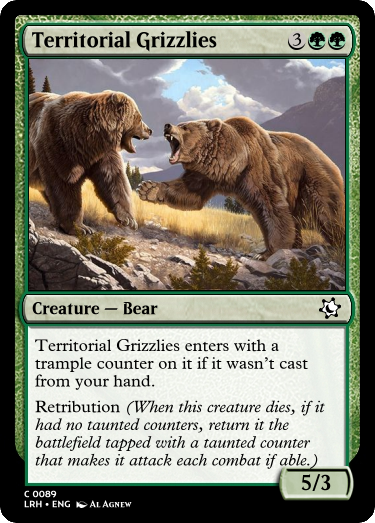 Territorial Grizzlies 3
Creature — Bear
Territorial Grizzlies enters with a
trample counter on it if it wasn't cast
from your hand.
Retribution (When this creature dies, if it
had no taunted counters, return it the
battlefield tapped with a taunted counter
that makes it attack each combat if able.)
5/3
C 0089
LRH • ENG Al Agnew